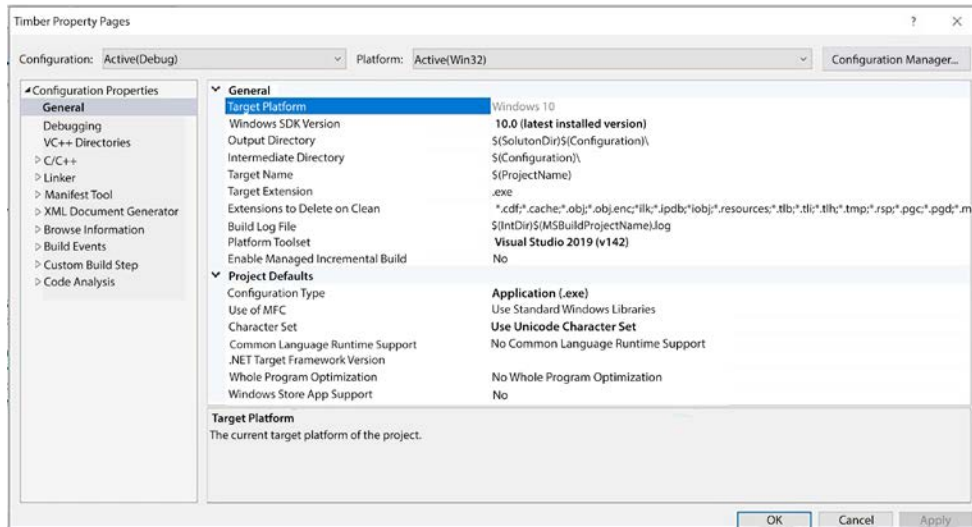 Timber Property Pages ? ×
Configuration: Active(Debug) Platform: Active(Win32) Configuration Manager...
Configuration Properties
General
Debugging
VC++ Directories
C/C++
Linker
Manifest Tool
XML Document Generator
Browse Information
Build Events
Custom Build Step
Code Analysis
General
Target Platform Windows 10
Windows SDK Version 10.0 (latest installed version)
Output Directory $(SolutonDir)$(Configuration)\
Intermediate Directory $(Configuration)\
Target Name $(ProjectName)
Target Extension .exe
Extensions to Delete on Clean *.cdf;*.cache;*.obj;*.obj.enc;*ilk;*.ipdb;*iobj;*.resources;*.tlb;*.tli;*.tlh;*.tmp;*.rsp;*.pgc;*.pgd;*.m
Build Log File $(IntDir)$(MSBuildProjectName).log
Platform Toolset Visual Studio 2019 (v142)
Enable Managed Incremental Build No
Project Defaults
Configuration Type Application (.exe)
Use of MFC Use Standard Windows Libraries
Character Set Use Unicode Character Set
Common Language Runtime Support No Common Language Runtime Support
.NET Target Framework Version
Whole Program Optimization No Whole Program Optimization
Windows Store App Support No
Target Platform
The current target platform of the project.
OK Cancel Apply